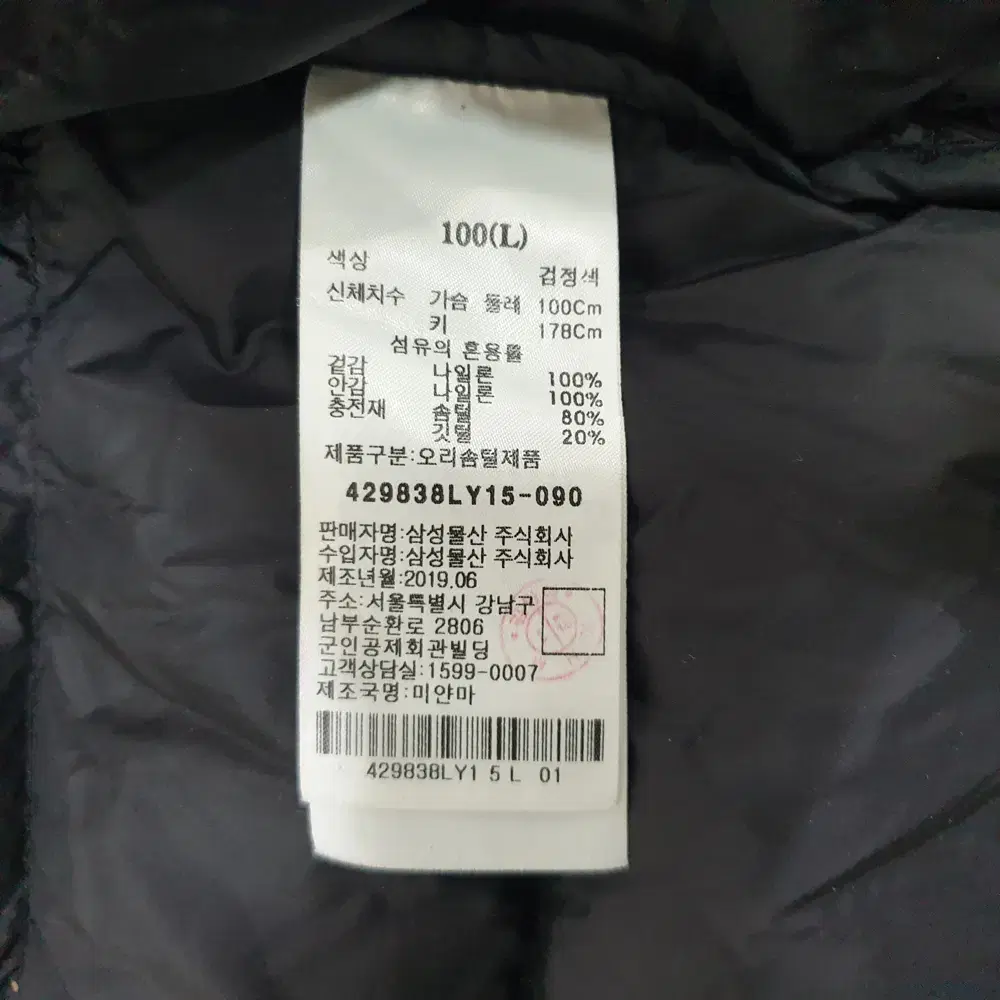 100(L)
색상 검정색
신체치수 가슴 둘레 100Cm
키 178Cm
섬유의 혼용률
겉감 나일론 100%
안감 나일론 100%
충전재 솜털 80%
깃털 20%
제품구분:오리솜털제품
429838LY15-090
판매자명:삼성물산 주식회사
수입자명:삼성물산 주식회사
제조년월:2019.06
주소:서울특별시 강남구
남부순환로 2806
군인공제회관빌딩
고객상담실:1599-0007
제조국명:미얀마
429838LY1 5 L 01